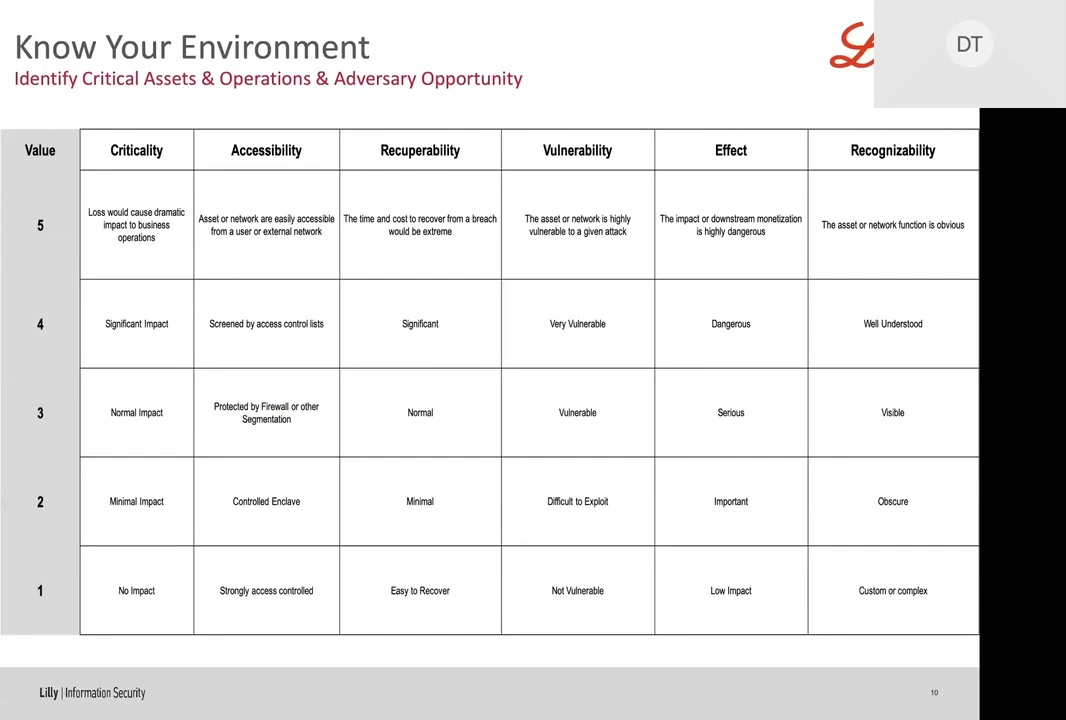 Know Your Environment
Identify Critical Assets & Operations & Adversary Opportunity
DT
Value
Criticality
Accessibility
Recuperability
Vulnerability
Effect
Recognizability
5
Loss would cause dramatic
impact to business
operations
Asset or network are easily accessible
from a user or external network
The time and cost to recover from a breach
would be extreme
The asset or network is highly
vulnerable to a given attack
The impact or downstream monetization
is highly dangerous
The asset or network function is obvious
4
Significant Impact
Screened by access control lists
Significant
Very Vulnerable
Dangerous
Well Understood
3
Normal Impact
Protected by Firewall or other
Segmentation
Normal
Vulnerable
Serious
Visible
2
Minimal Impact
Controlled Enclave
Minimal
Difficult to Exploit
Important
Obscure
1
No Impact
Strongly access controlled
Easy to Recover
Not Vulnerable
Low Impact
Custom or complex
Lilly | Information Security
10